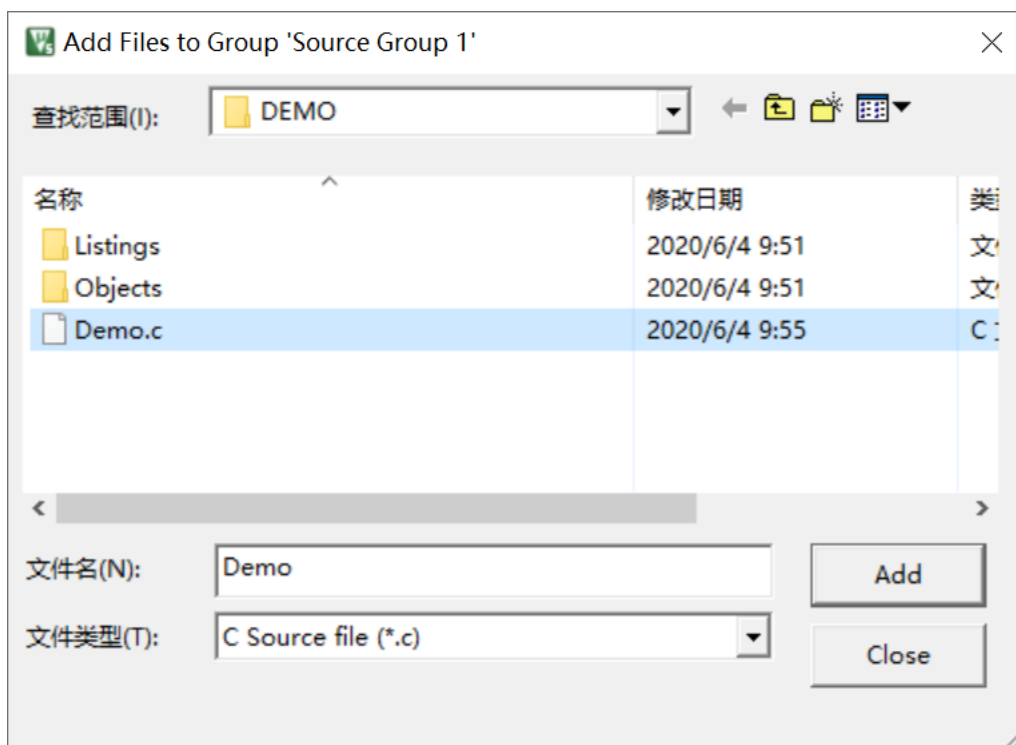 Add Files to Group 'Source Group 1'
查找范围(I): DEMO
名称 修改日期
Listings 2020/6/4 9:51 文
Objects 2020/6/4 9:51 文
Demo.c 2020/6/4 9:55 C
文件名(N): Demo Add
文件类型(T): C Source file (*.c)
Close